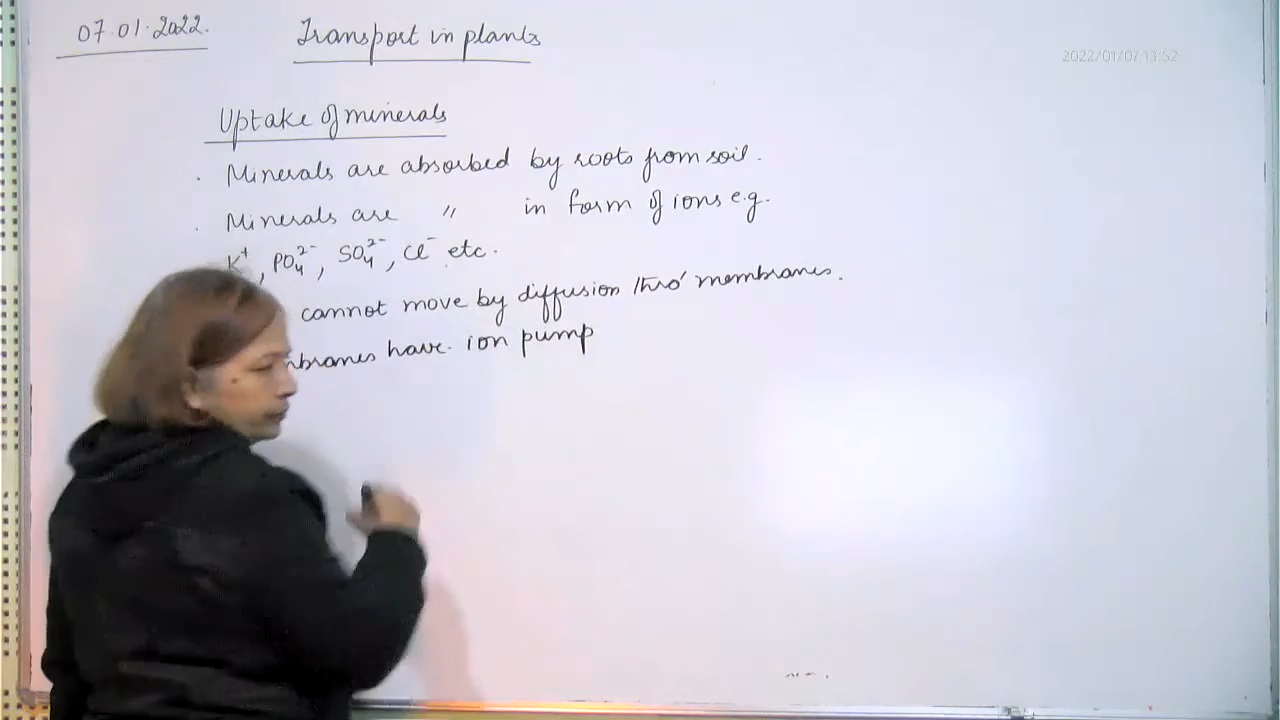 07.01.2022.
Transport in plants
2022/01/07 13:52
Uptake of minerals
. Minerals are absorbed by roots from soil.
. Minerals are " in form of ions e.g.
K⁺, PO₄²⁻, SO₄²⁻, Cl⁻ etc.
cannot move by diffusion thro' membranes.
nbranes have ion pump